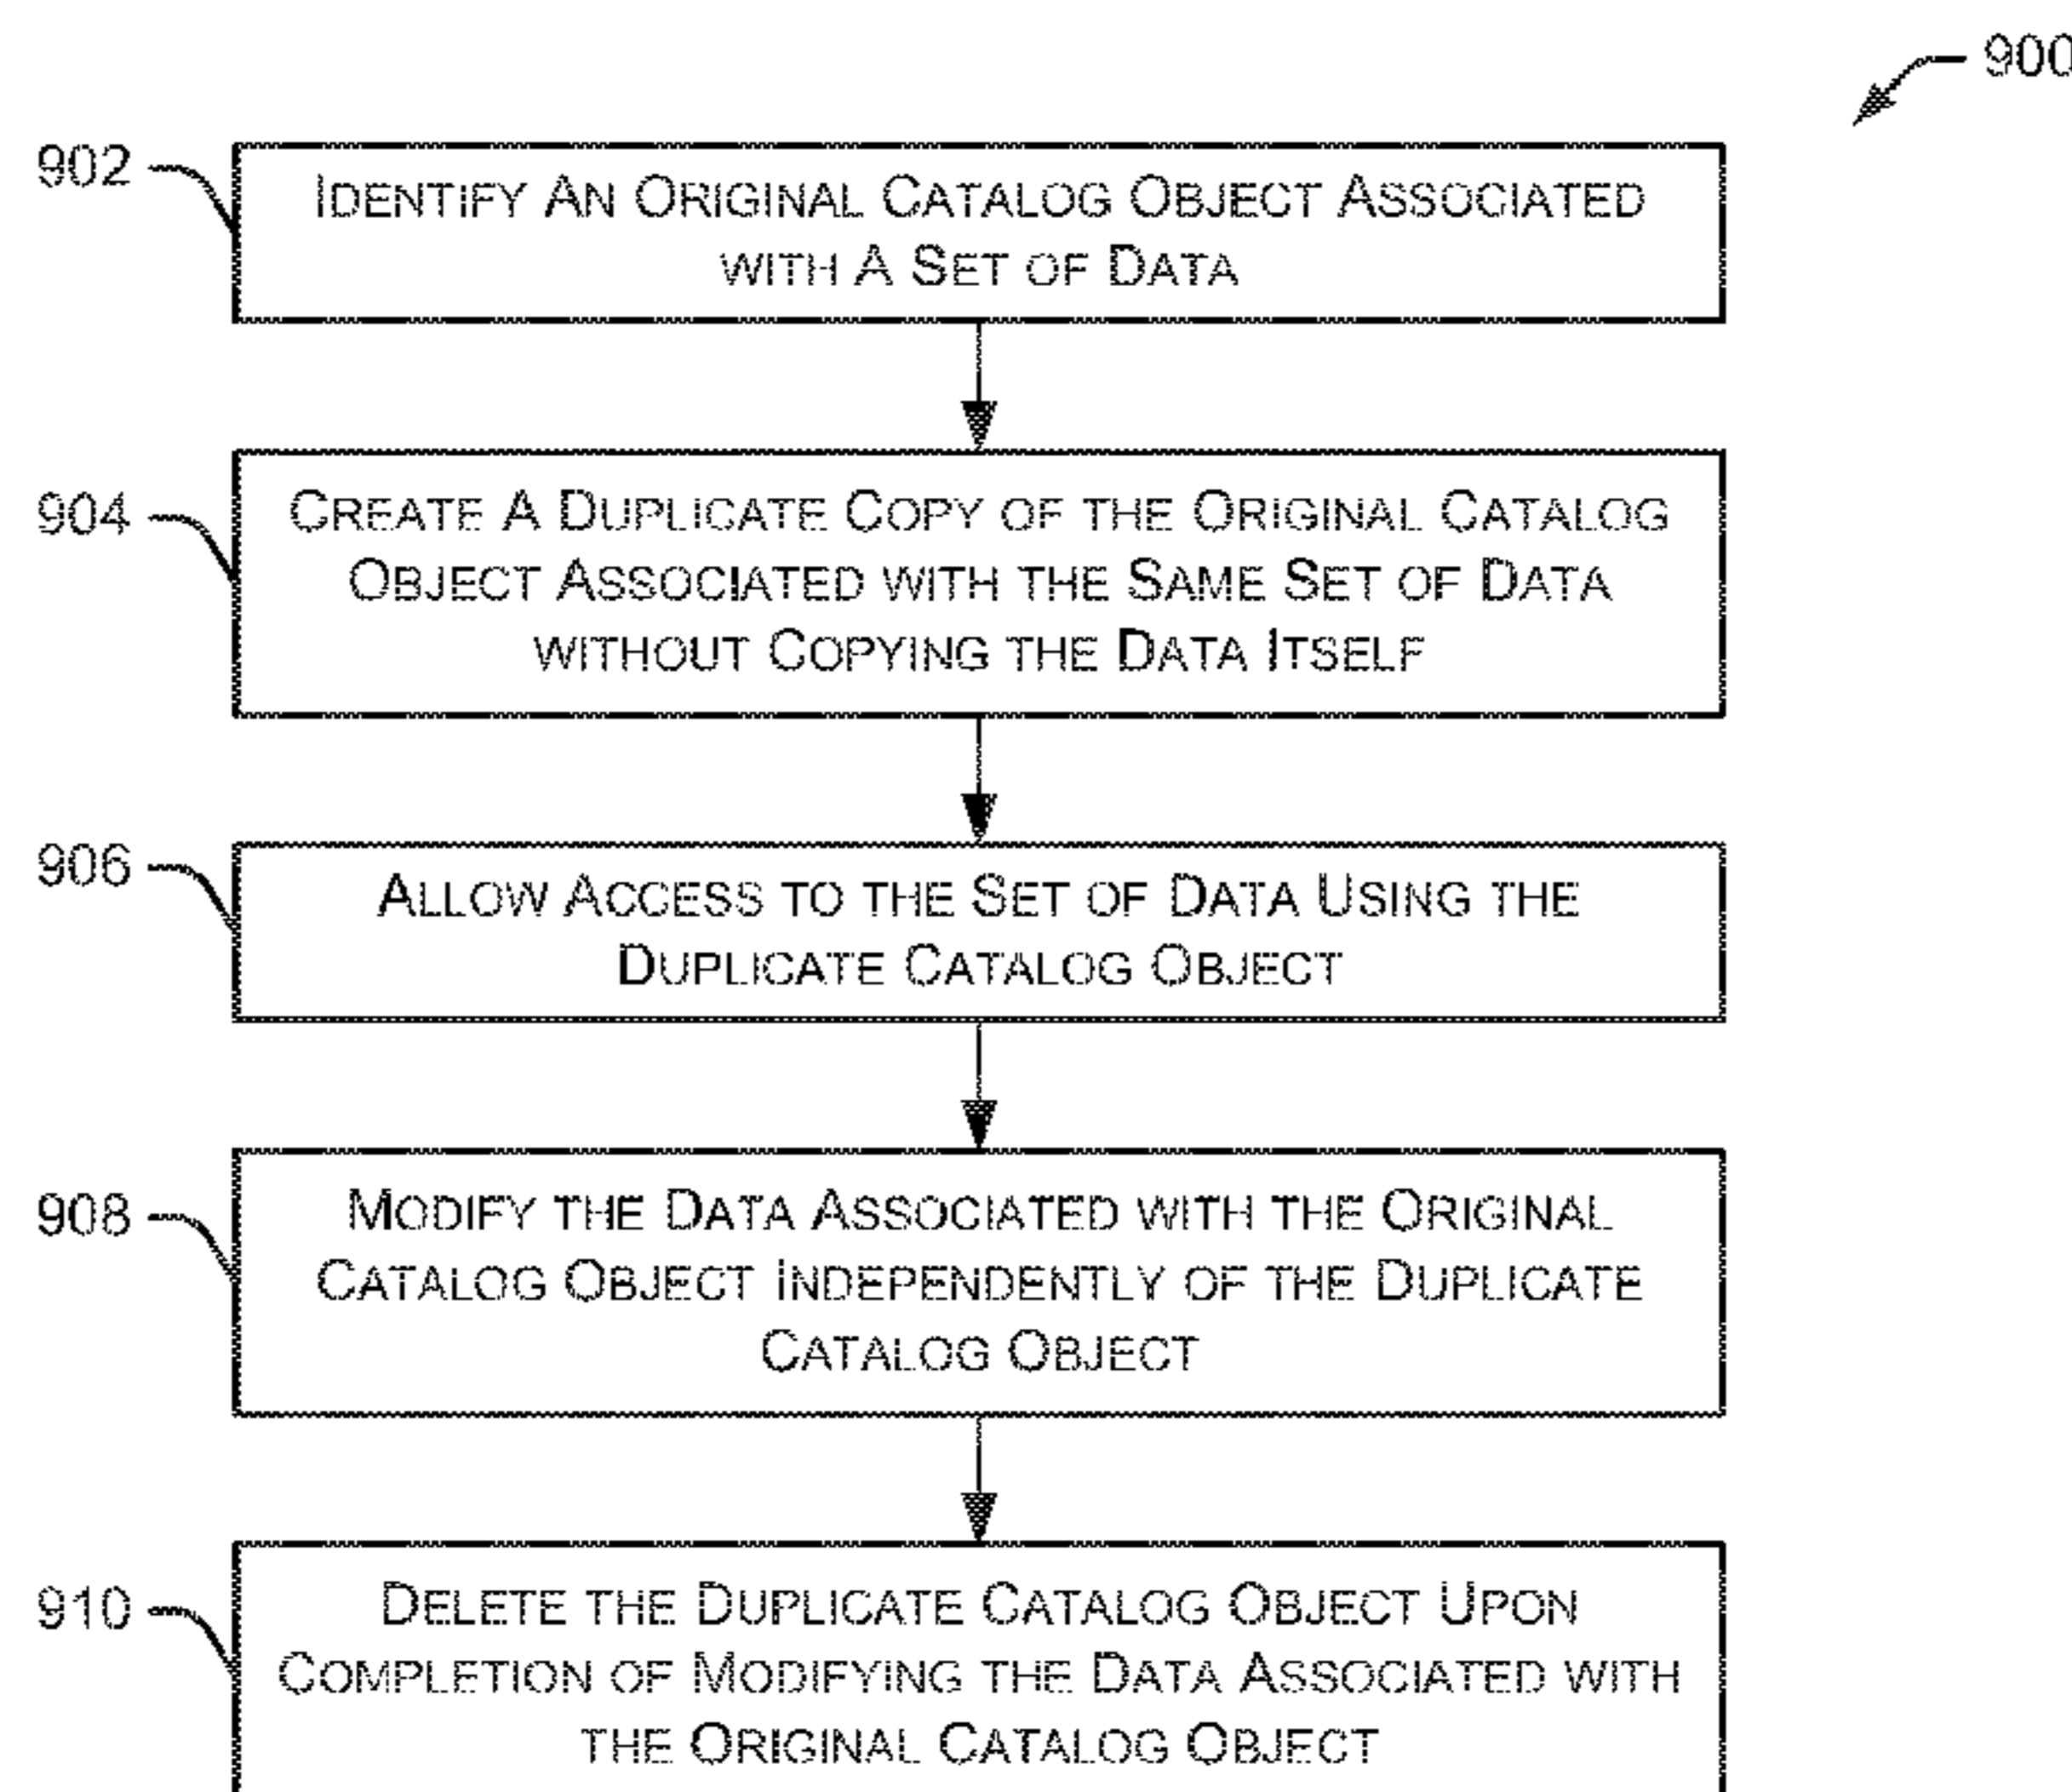 900
902
Identify An Original Catalog Object Associated
with A Set of Data
904
Create A Duplicate Copy of the Original Catalog
Object Associated with the Same Set of Data
without Copying the Data Itself
906
Allow Access to the Set of Data Using the
Duplicate Catalog Object
908
Modify the Data Associated with the Original
Catalog Object Independently of the Duplicate
Catalog Object
910
Delete the Duplicate Catalog Object Upon
Completion of Modifying the Data Associated with
the Original Catalog Object